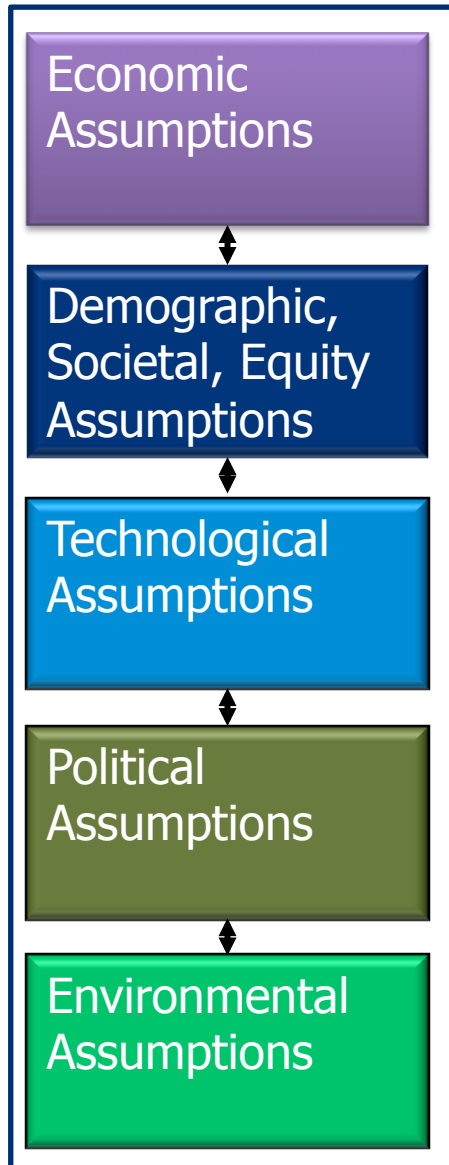 Economic
Assumptions
Demographic,
Societal, Equity
Assumptions
Technological
Assumptions
Political
Assumptions
Environmental
Assumptions